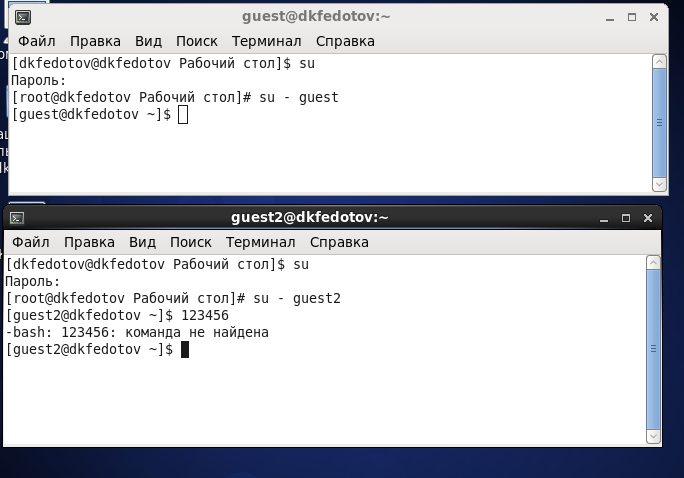 guest@dkfedotov:~
Файл Правка Вид Поиск Терминал Справка
[dkfedotov@dkfedotov Рабочий стол]$ su
Пароль:
[root@dkfedotov Рабочий стол]# su - guest
[guest@dkfedotov ~]$
guest2@dkfedotov:~
Файл Правка Вид Поиск Терминал Справка
[dkfedotov@dkfedotov Рабочий стол]$ su
Пароль:
[root@dkfedotov Рабочий стол]# su - guest2
[guest2@dkfedotov ~]$ 123456
-bash: 123456: команда не найдена
[guest2@dkfedotov ~]$